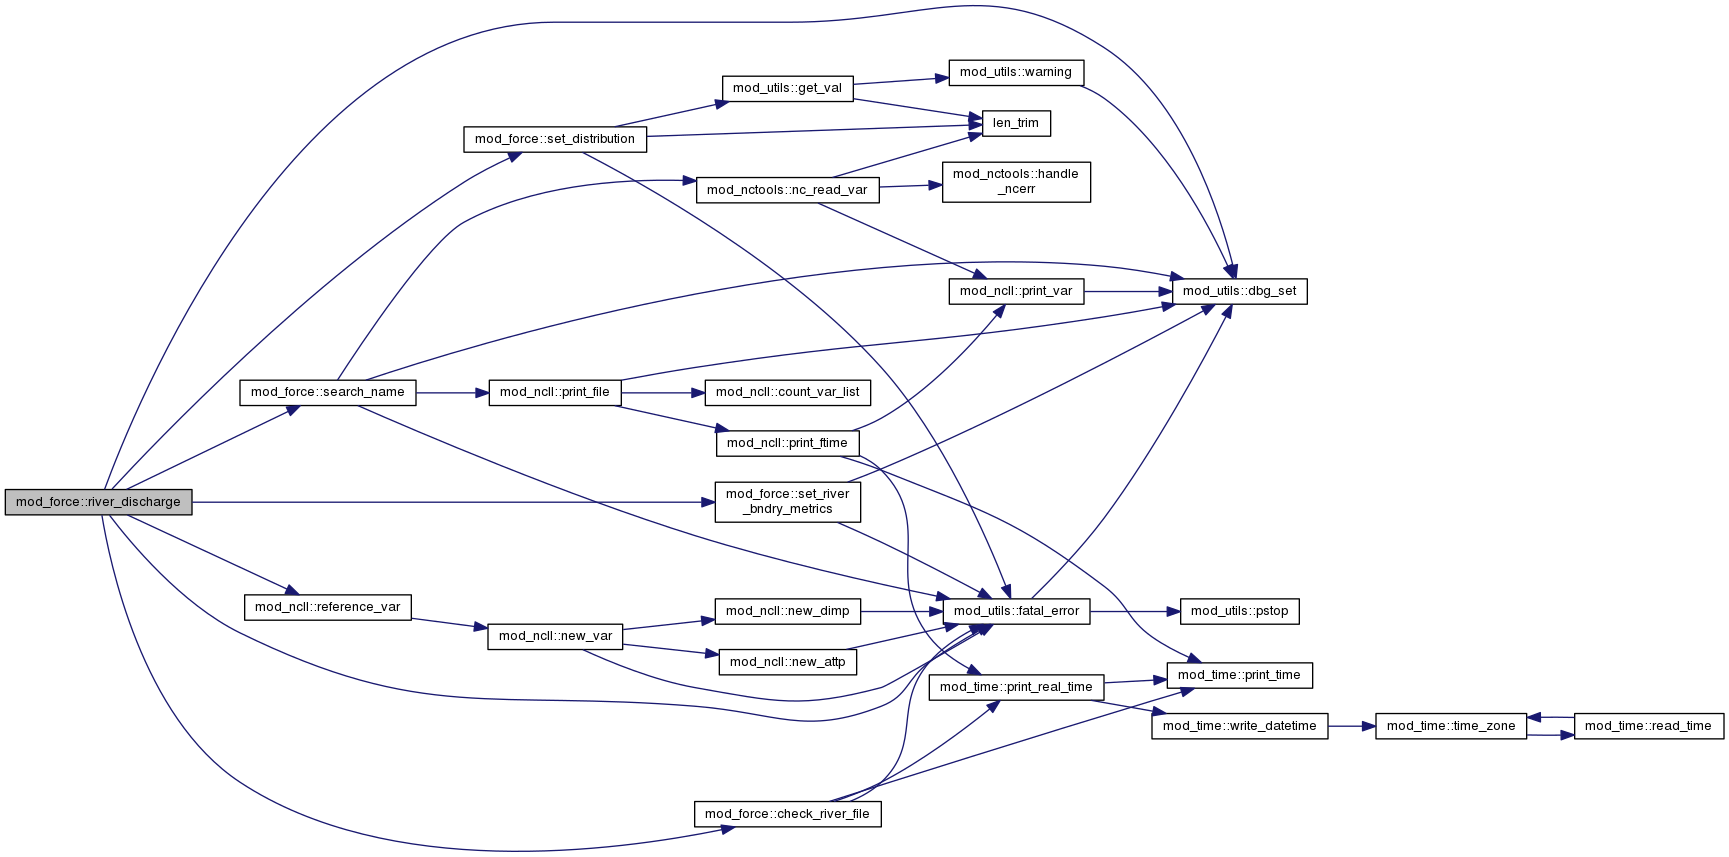 mod_utils::warning
mod_utils::get_val
len_trim
mod_force::set_distribution
mod_nctools::handle
_ncerr
mod_nctools::nc_read_var
mod_ncll::print_var
mod_utils::dbg_set
mod_force::search_name
mod_ncll::print_file
mod_ncll::count_var_list
mod_ncll::print_ftime
mod_force::river_discharge
mod_force::set_river
_bndry_metrics
mod_ncll::reference_var
mod_ncll::new_dimp
mod_utils::fatal_error
mod_utils::pstop
mod_ncll::new_var
mod_ncll::new_attp
mod_time::print_real_time
mod_time::print_time
mod_time::write_datetime
mod_time::time_zone
mod_time::read_time
mod_force::check_river_file